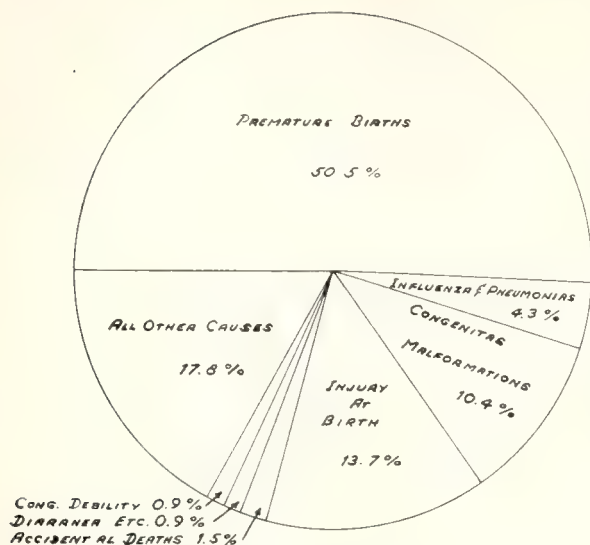 PREMATURE BIRTHS
50 5 %
INFLUENZA & PNEUMONIAS
4.3 %
CONGENITAL
MALFORMATIONS
10.4 %
ALL OTHER CAUSES
17.8 %
INJURY
AT
BIRTH
13.7 %
CONG. DEBILITY 0.9 %
DIARRHEA ETC. 0.9 %
ACCIDENTAL DEATHS 1.5 %